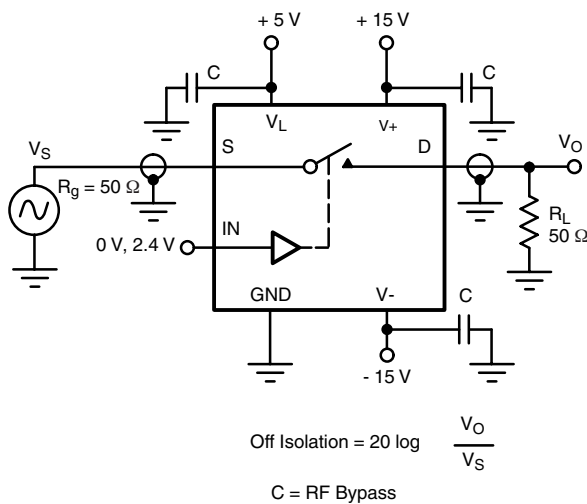 + 5 V
+ 15 V
C
C
V_L
V+
V_S
S
D
V_O
R_g = 50 Ω
R_L
50 Ω
IN
0 V, 2.4 V
GND
V-
C
- 15 V
Off Isolation = 20 log V_O / V_S
C = RF Bypass